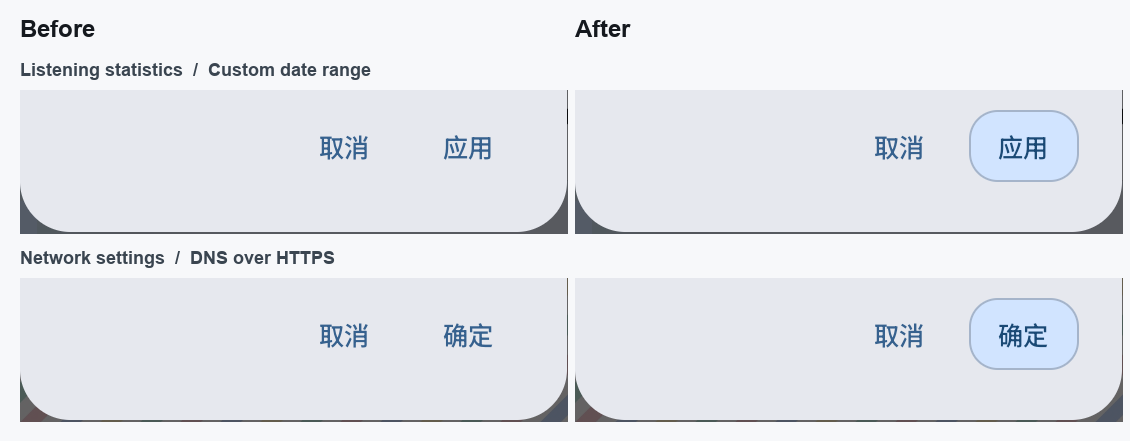 Before After
Listening statistics / Custom date range
取消 应用 取消 应用
Network settings / DNS over HTTPS
取消 确定 取消 确定